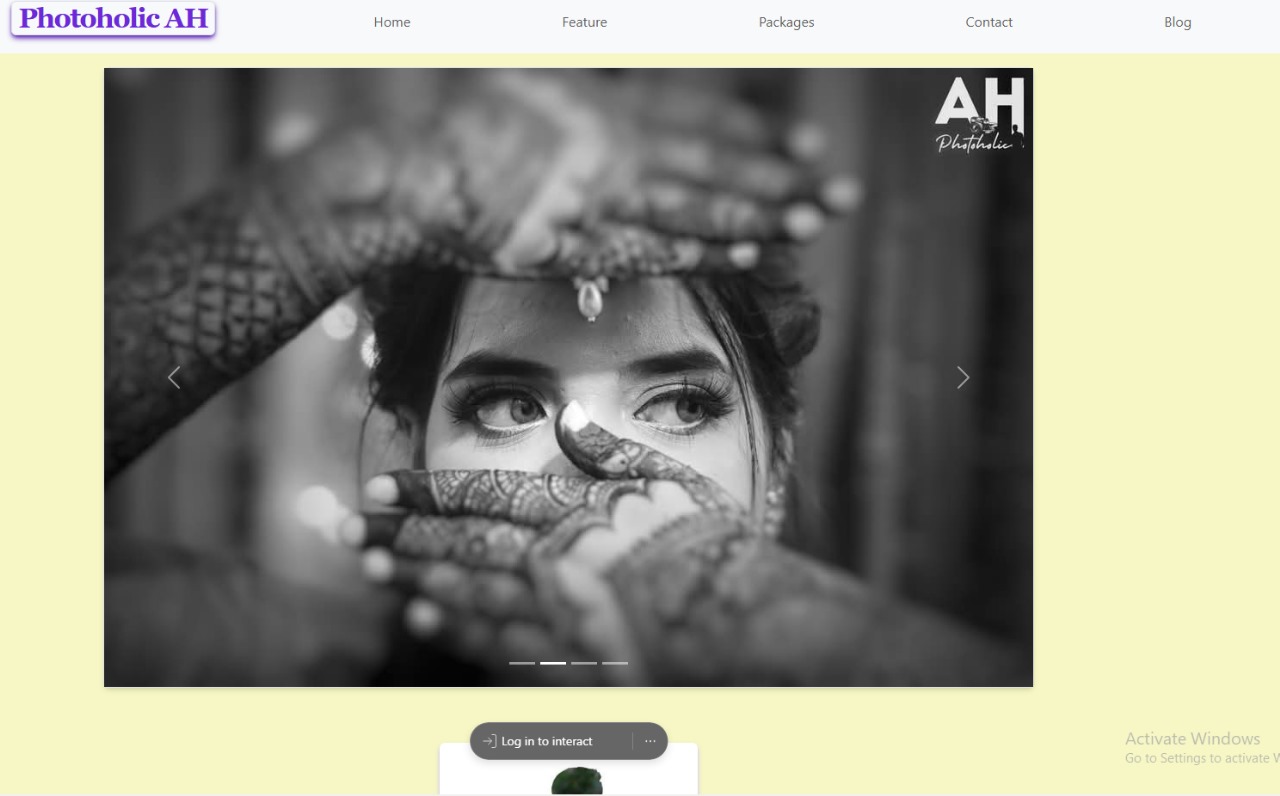 Photoholic AH
Home
Feature
Packages
Contact
Blog
AH
Photoholic
Log in to interact
Activate Windows
Go to Settings to activate W